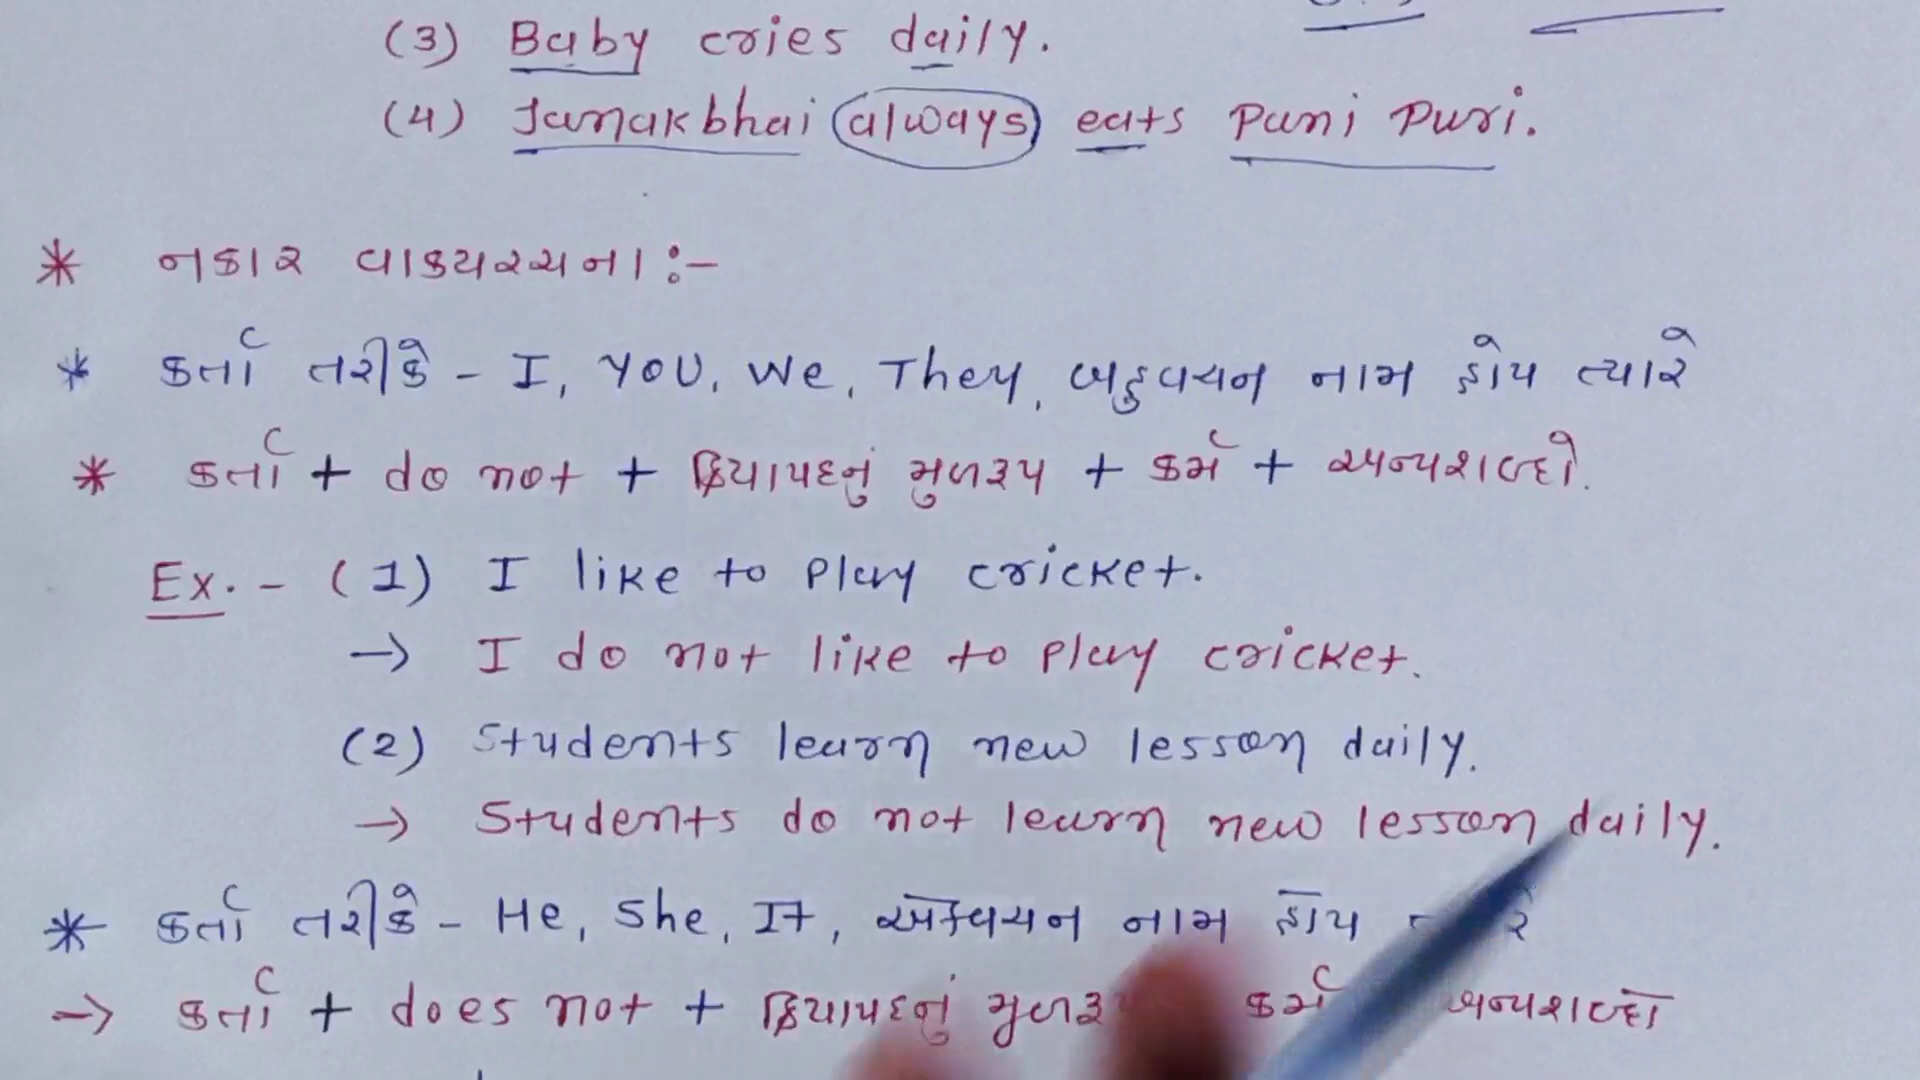 (3) Baby cries daily.
(4) Janakbhai always eats Pani Puri.
* નકાર વાક્યરચના :-
* કર્તા તરીકે - I, You, We, They, બહુવચન નામ હોય ત્યારે
* કર્તા + do not + ક્રિયાપદનું મુળરૂપ + કર્મ + અન્યશબ્દો.
Ex. - (1) I like to play cricket.
→ I do not like to play cricket.
(2) Students learn new lesson daily.
→ Students do not learn new lesson daily.
* કર્તા તરીકે - He, She, It, એકવચન નામ હોય
→ કર્તા + does not + ક્રિયાપદનું કર્મ અન્યશબ્દો